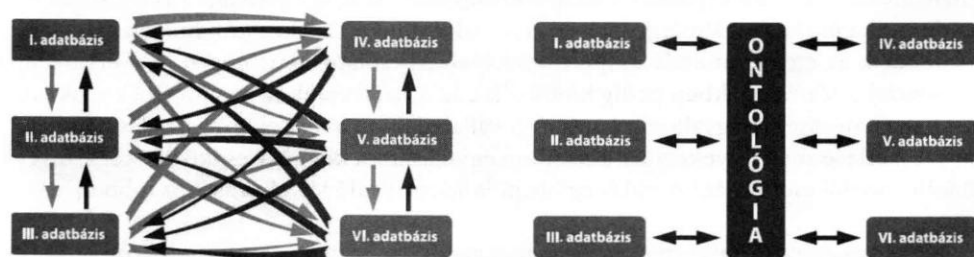 I. adatbázis
IV. adatbázis
II. adatbázis
V. adatbázis
III. adatbázis
VI. adatbázis
I. adatbázis
IV. adatbázis
II. adatbázis
V. adatbázis
III. adatbázis
VI. adatbázis
ONTOLÓGIA